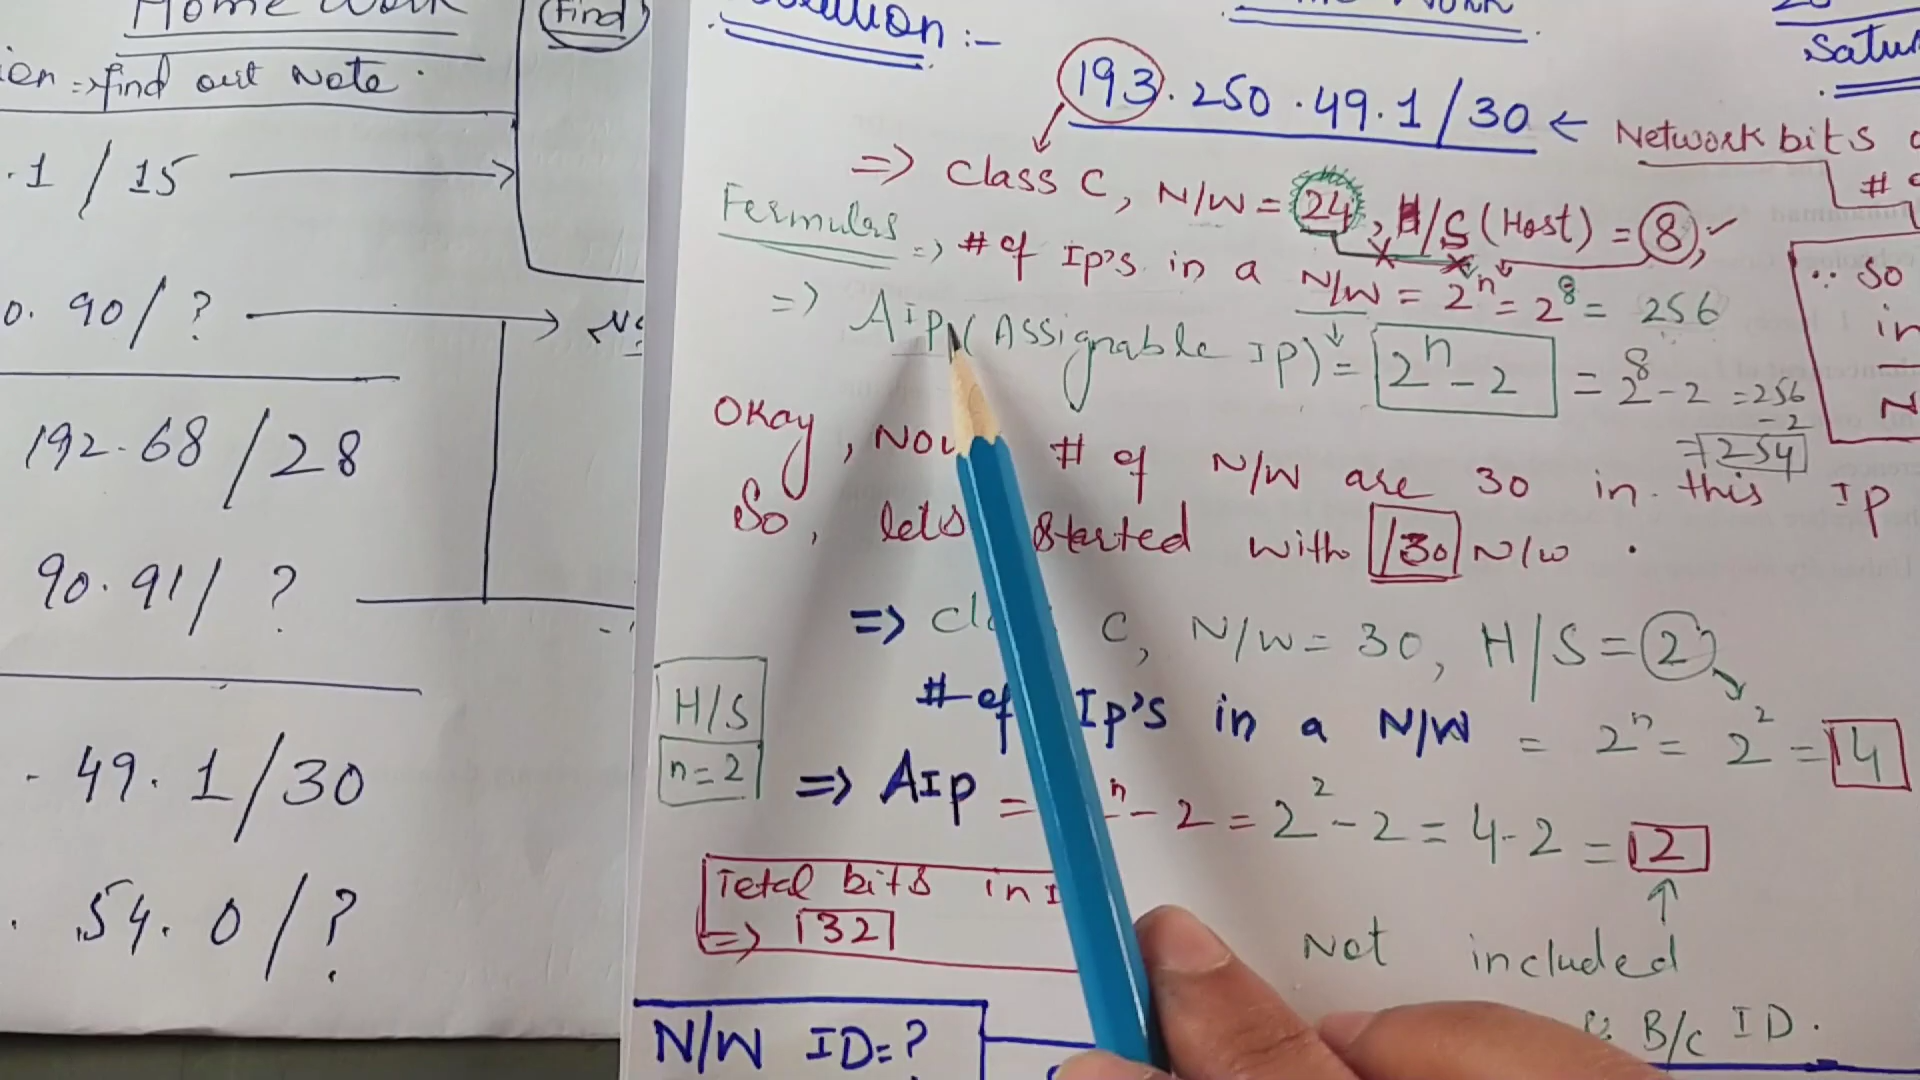 Home Work
Find
=> find out Note.
.1 / 15
0. 90 / ?
192.68 / 28
90.91 / ?
- 49.1/30
. 54.0 / ?
:-
193.250.49.1/30 ← Network bits
=> Class C, N/W = 24, H/S (Host) = 8,
Formulas => # of Ip's in a N/W = 2^n = 2^8 = 256
=> AIP (Assignable IP) = 2^n - 2 = 2^8 - 2 = 256
- 2
= 254
∴ So
in
N
Okay, Now # of N/W are 30 in this IP
So, lets started with /30 N/W.
=> C, N/W = 30, H/S = 2
H/S
n = 2
# of Ip's in a N/W = 2^n = 2^2 = 4
=> AIP = n - 2 = 2^2 - 2 = 4 - 2 = 2
Total bits in I
=> 32
Not included
B/c ID.
N/W ID = ?